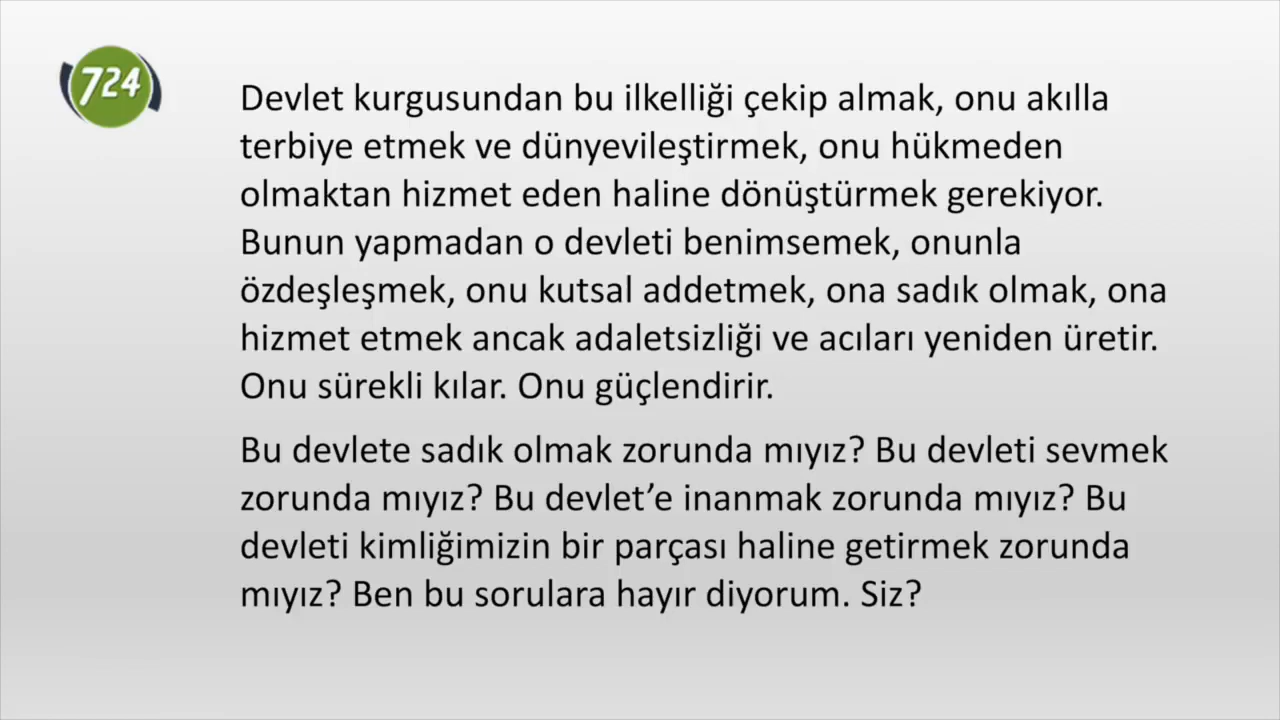 724
Devlet kurgusundan bu ilkelliği çekip almak, onu akılla
terbiye etmek ve dünyevileştirmek, onu hükmeden
olmaktan hizmet eden haline dönüştürmek gerekiyor.
Bunun yapmadan o devleti benimsemek, onunla
özdeşleşmek, onu kutsal addetmek, ona sadık olmak, ona
hizmet etmek ancak adaletsizliği ve acıları yeniden üretir.
Onu sürekli kılar. Onu güçlendirir.
Bu devlete sadık olmak zorunda mıyız? Bu devleti sevmek
zorunda mıyız? Bu devlet’e inanmak zorunda mıyız? Bu
devleti kimliğimizin bir parçası haline getirmek zorunda
mıyız? Ben bu sorulara hayır diyorum. Siz?